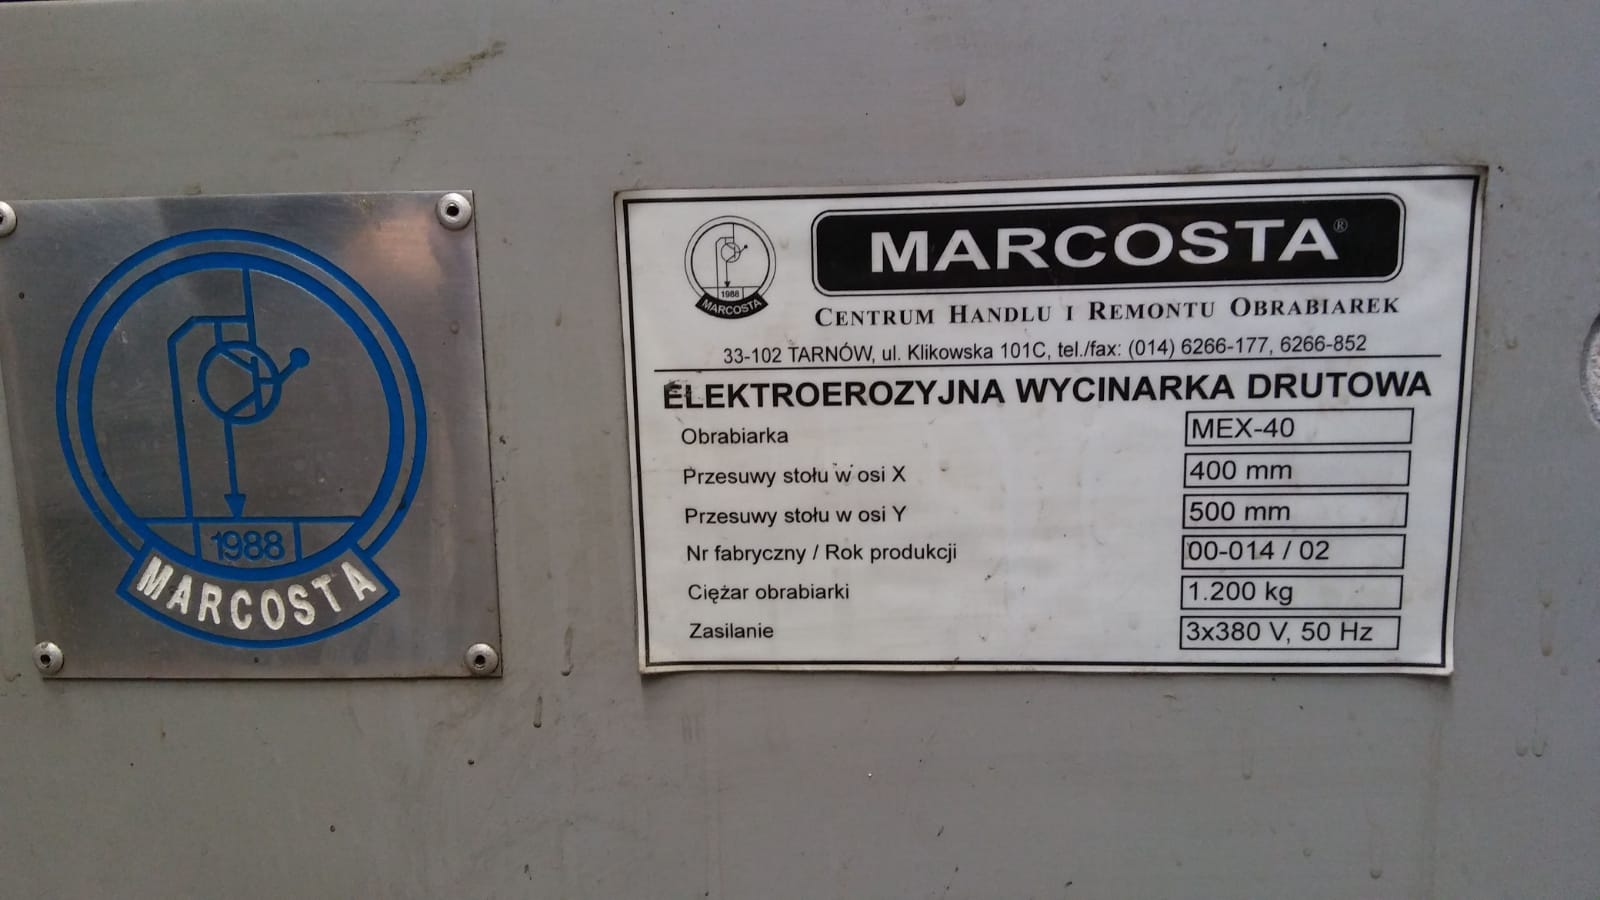 1988
MARCOSTA
1988
MARCOSTA
MARCOSTA®
CENTRUM HANDLU I REMONTU OBRABIAREK
33-102 TARNÓW, ul. Klikowska 101C, tel./fax: (014) 6266-177, 6266-852
ELEKTROEROZYJNA WYCINARKA DRUTOWA
Obrabiarka MEX-40
Przesuwy stołu w osi X 400 mm
Przesuwy stołu w osi Y 500 mm
Nr fabryczny / Rok produkcji 00-014 / 02
Ciężar obrabiarki 1.200 kg
Zasilanie 3x380 V, 50 Hz